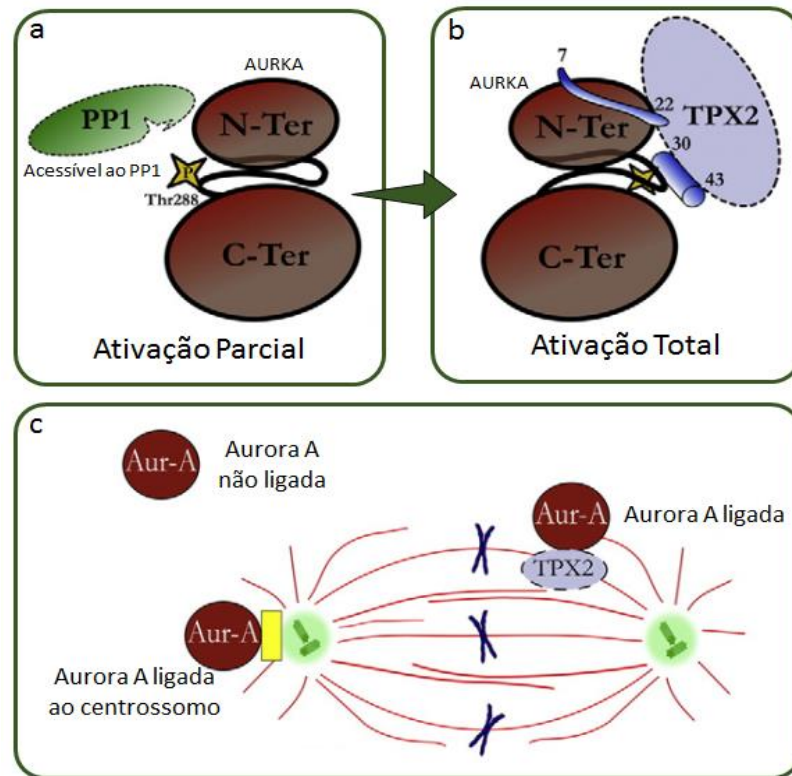 a
AURKA
PP1
N-Ter
Acessível ao PP1
P
Thr288
C-Ter
Ativação Parcial
b
7
AURKA
22
TPX2
N-Ter
30
43
C-Ter
Ativação Total
c
Aur-A
Aurora A
não ligada
Aur-A
Aurora A ligada
TPX2
Aur-A
Aurora A ligada
ao centrossomo